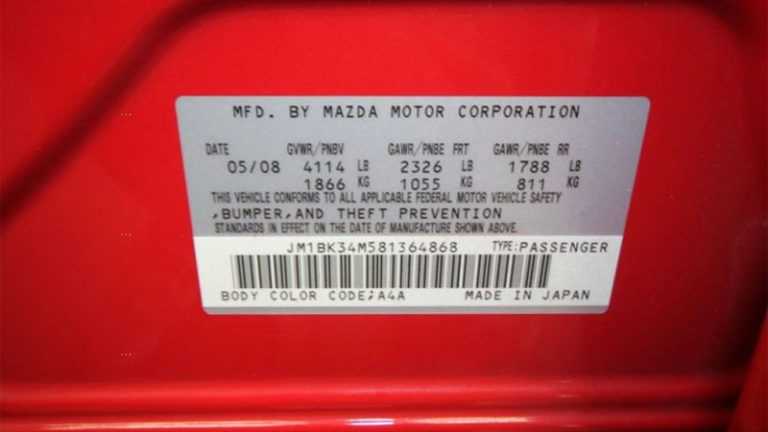 MFD. BY MAZDA MOTOR CORPORATION
DATE GVWR/PNBV GAWR/PNBE FRT GAWR/PNBE RR
05/08 4114 LB 2326 LB 1788 LB
1866 KG 1055 KG 811 KG
THIS VEHICLE CONFORMS TO ALL APPLICABLE FEDERAL MOTOR VEHICLE SAFETY
,BUMPER,AND THEFT PREVENTION
STANDARDS IN EFFECT ON THE DATE OF MANUFACTURE SHOWN ABOVE.
JM1BK34M581364868 TYPE:PASSENGER
BODY COLOR CODE;A4A MADE IN JAPAN